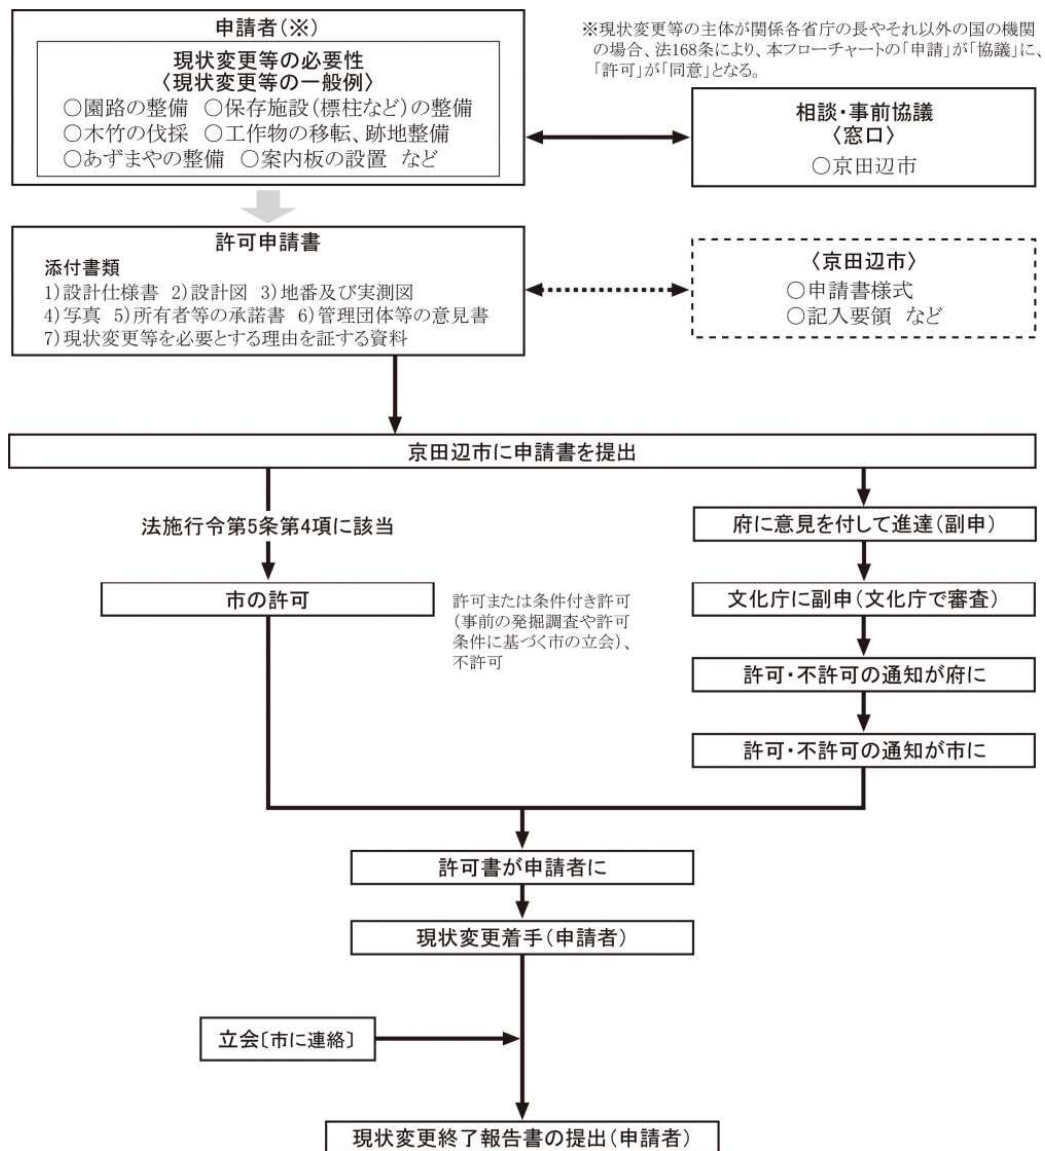 申請者(※)
現状変更等の必要性
〈現状変更等の一般例〉
○園路の整備 ○保存施設(標柱など)の整備
○木竹の伐採 ○工作物の移転、跡地整備
○あずまやの整備 ○案内板の設置 など
※現状変更等の主体が関係各省庁の長やそれ以外の国の機関
の場合、法168条により、本フローチャートの「申請」が「協議」に、
「許可」が「同意」となる。
相談・事前協議
〈窓口〉
○京田辺市
許可申請書
添付書類
1)設計仕様書 2)設計図 3)地番及び実測図
4)写真 5)所有者等の承諾書 6)管理団体等の意見書
7)現状変更等を必要とする理由を証する資料
〈京田辺市〉
○申請書様式
○記入要領 など
京田辺市に申請書を提出
法施行令第5条第4項に該当
市の許可
許可または条件付き許可
(事前の発掘調査や許可
条件に基づく市の立会)、
不許可
府に意見を付して進達(副申)
文化庁に副申(文化庁で審査)
許可・不許可の通知が府に
許可・不許可の通知が市に
許可書が申請者に
現状変更着手(申請者)
立会〔市に連絡〕
現状変更終了報告書の提出(申請者)